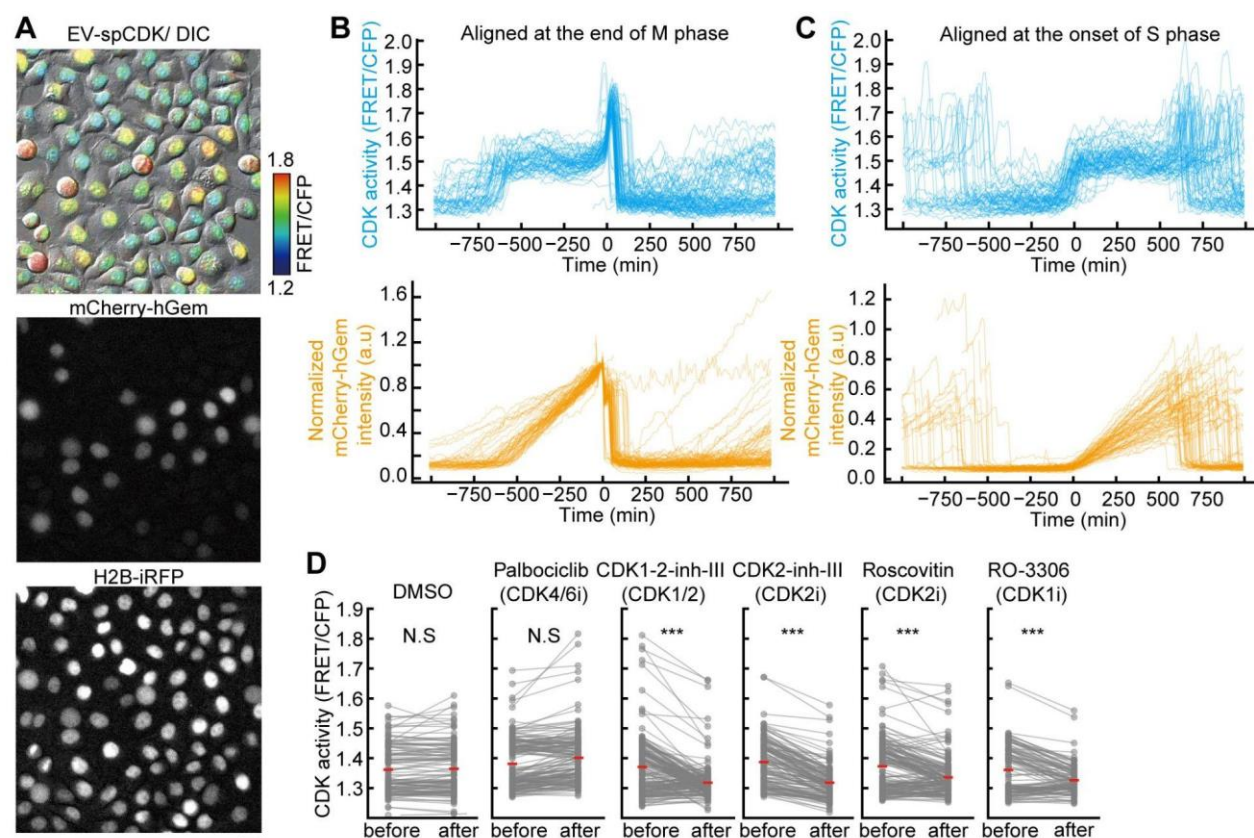 A
EV-spCDK/ DIC
1.8
FRET/CFP
1.2
mCherry-hGem
H2B-iRFP
B
Aligned at the end of M phase
CDK activity (FRET/CFP)
2.0
1.9
1.8
1.7
1.6
1.5
1.4
1.3
−750 −500 −250 0 250 500 750
Time (min)
Normalized
mCherry-hGem
intensity (a.u)
1.6
1.2
0.8
0.4
0.0
−750 −500 −250 0 250 500 750
Time (min)
C
Aligned at the onset of S phase
CDK activity (FRET/CFP)
2.0
1.9
1.8
1.7
1.6
1.5
1.4
1.3
−750 −500 −250 0 250 500 750
Time (min)
Normalized
mCherry-hGem
intensity (a.u)
1.2
1.0
0.8
0.6
0.4
0.2
0.0
−750 −500 −250 0 250 500 750
Time (min)
D
CDK activity (FRET/CFP)
1.9
1.8
1.7
1.6
1.5
1.4
1.3
DMSO
N.S
before after
Palbociclib
(CDK4/6i)
N.S
before after
CDK1-2-inh-III
(CDK1/2)
***
before after
CDK2-inh-III
(CDK2i)
***
before after
Roscovitin
(CDK2i)
***
before after
RO-3306
(CDK1i)
***
before after